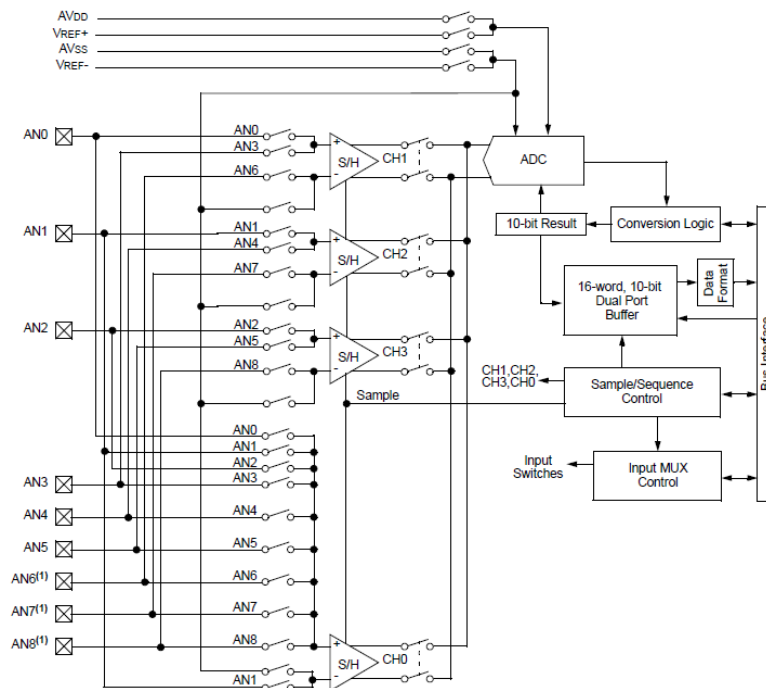 AVDD
VREF+
AVSS
VREF-
AN0
AN0
AN3
AN6
+
-
S/H
CH1
ADC
10-bit Result
Conversion Logic
AN1
AN1
AN4
AN7
+
-
S/H
CH2
16-word, 10-bit
Dual Port
Buffer
Data
Format
AN2
AN2
AN5
AN8
+
-
S/H
CH3
CH1,CH2,
CH3,CH0
Sample
Sample/Sequence
Control
Bus Interface
Input
Switches
Input MUX
Control
AN0
AN1
AN2
AN3
AN3
AN4
AN4
AN5
AN5
AN6(1)
AN6
AN7(1)
AN7
AN8(1)
AN8
AN1
+
-
S/H
CH0